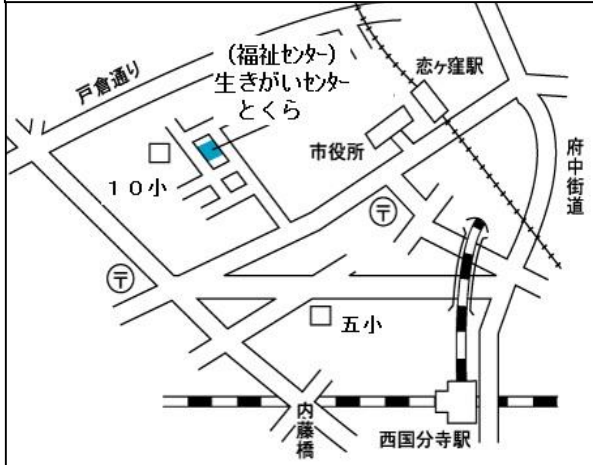 戸倉通り
(福祉センター)
生きがいセンター
とくら
恋ヶ窪駅
市役所
府中街道
10小
〒
〒
五小
内藤橋
西国分寺駅